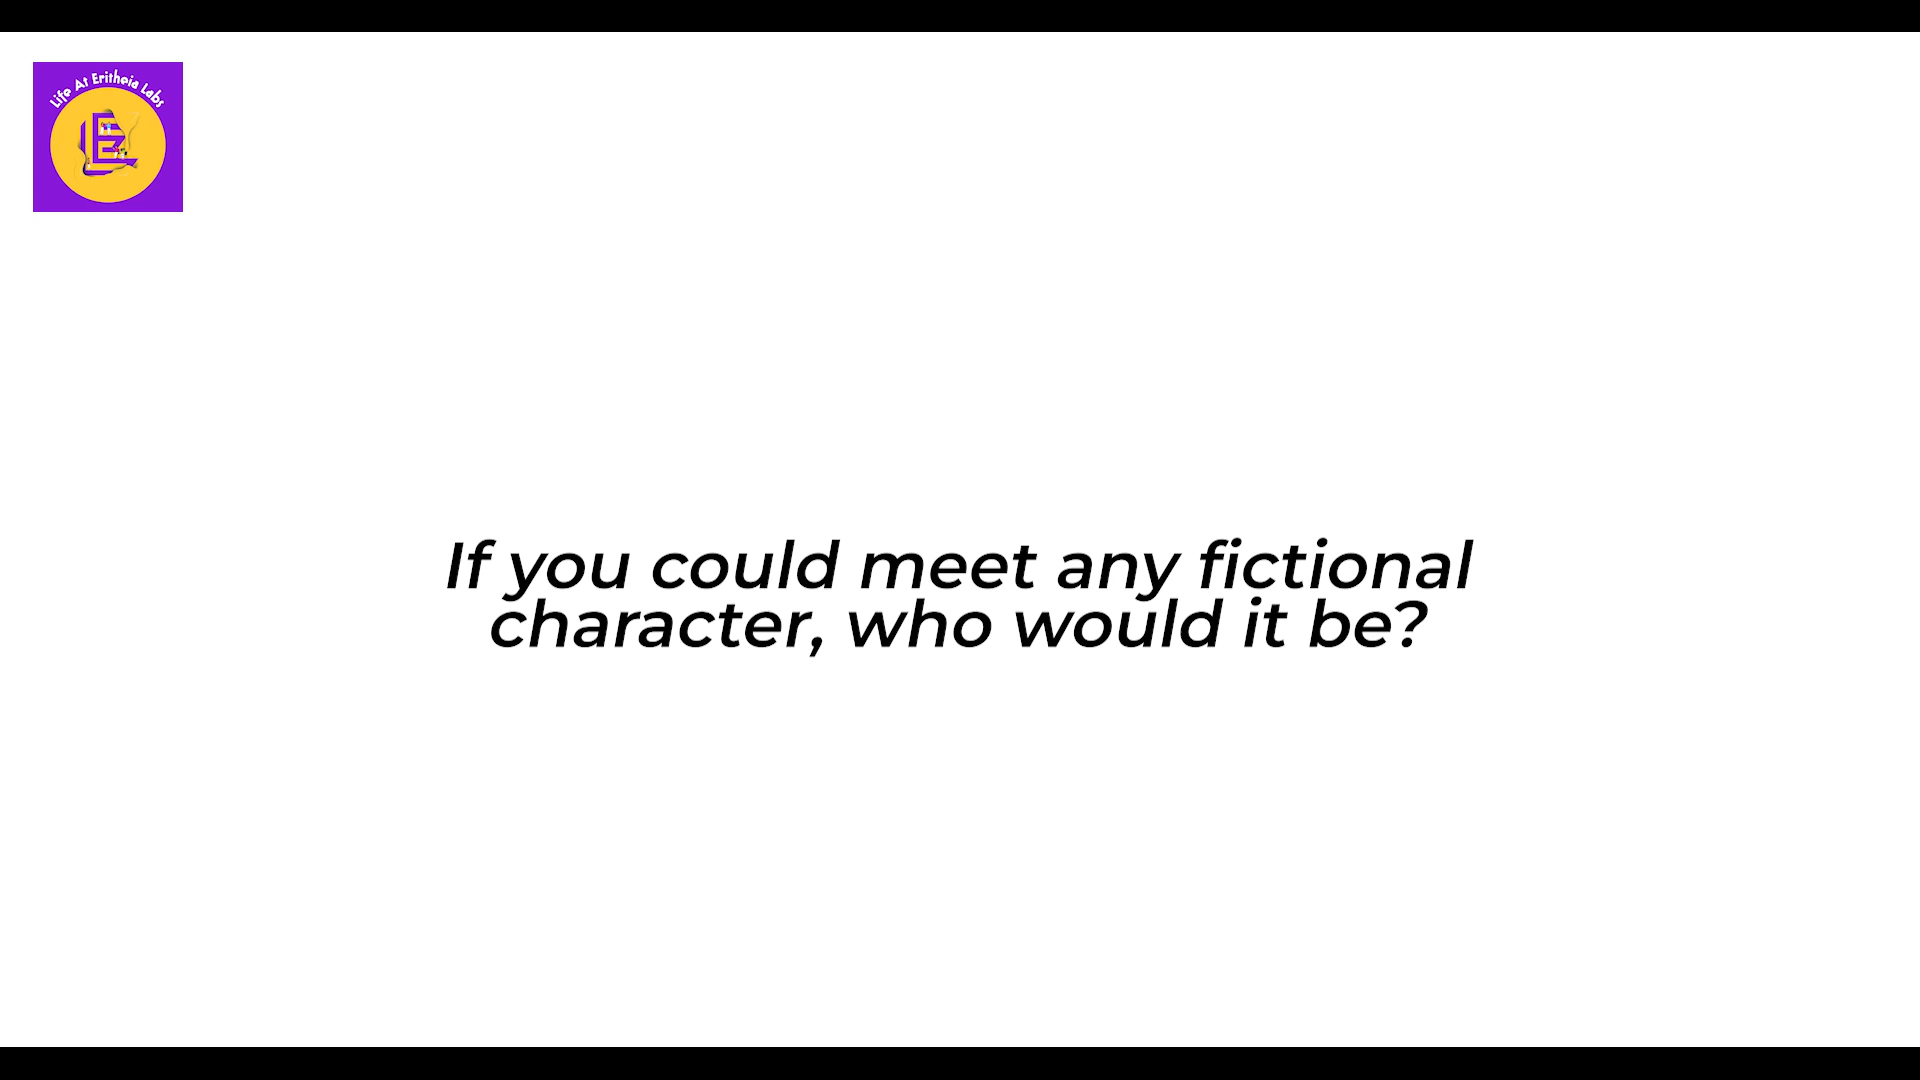 Life At Eritheia Labs
If you could meet any fictional
character, who would it be?